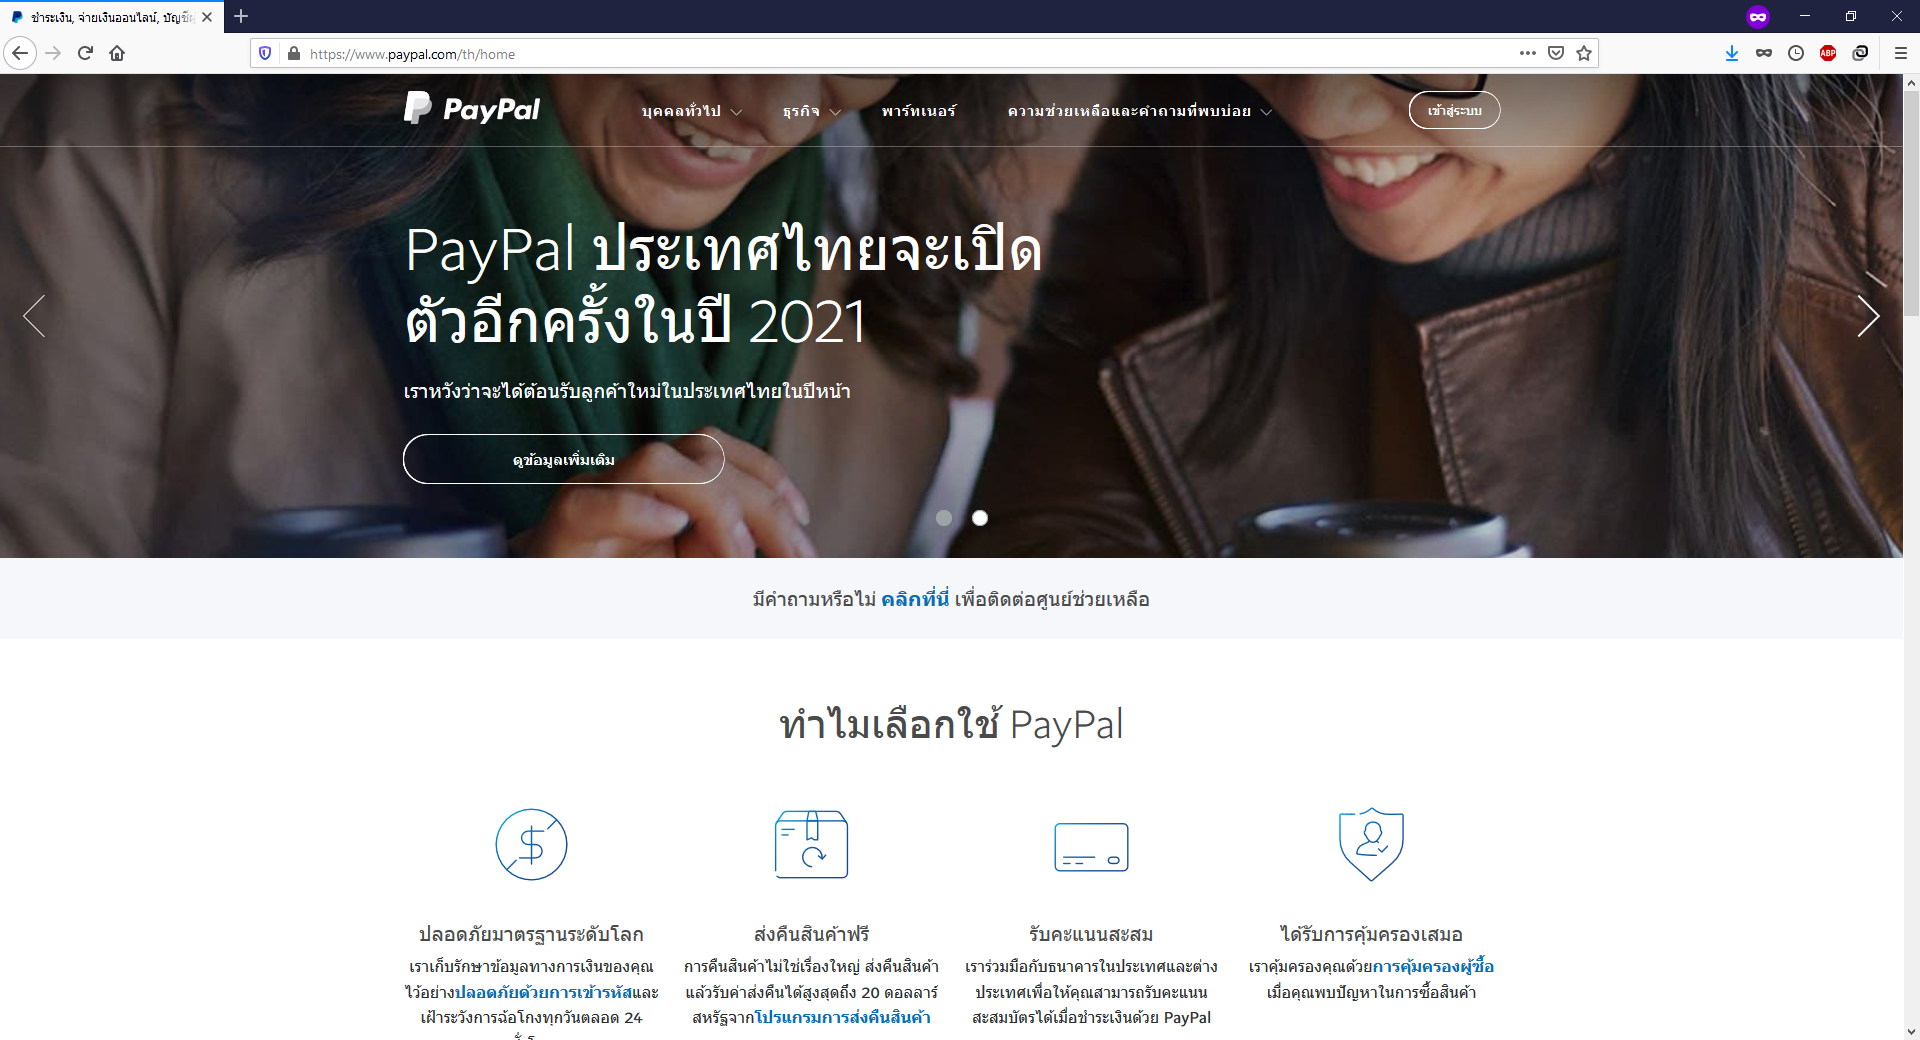 ชำระเงิน, จ่ายเงินออนไลน์, บัญชีผู
https://www.paypal.com/th/home
ABP
PayPal
บุคคลทั่วไป
ธุรกิจ
พาร์ทเนอร์
ความช่วยเหลือและคำถามที่พบบ่อย
เข้าสู่ระบบ
PayPal ประเทศไทยจะเปิด
ตัวอีกครั้งในปี 2021
เราหวังว่าจะได้ต้อนรับลูกค้าใหม่ในประเทศไทยในปีหน้า
ดูข้อมูลเพิ่มเติม
มีคำถามหรือไม่ คลิกที่นี่ เพื่อติดต่อศูนย์ช่วยเหลือ
ทำไมเลือกใช้ PayPal
ปลอดภัยมาตรฐานระดับโลก
เราเก็บรักษาข้อมูลทางการเงินของคุณ
ไว้อย่างปลอดภัยด้วยการเข้ารหัสและ
เฝ้าระวังการฉ้อโกงทุกวันตลอด 24
ส่งคืนสินค้าฟรี
การคืนสินค้าไม่ใช่เรื่องใหญ่ ส่งคืนสินค้า
แล้วรับค่าส่งคืนได้สูงสุดถึง 20 ดอลลาร์
สหรัฐจากโปรแกรมการส่งคืนสินค้า
รับคะแนนสะสม
เราร่วมมือกับธนาคารในประเทศและต่าง
ประเทศเพื่อให้คุณสามารถรับคะแนน
สะสมบัตรได้เมื่อชำระเงินด้วย PayPal
ได้รับการคุ้มครองเสมอ
เราคุ้มครองคุณด้วยการคุ้มครองผู้ซื้อ
เมื่อคุณพบปัญหาในการซื้อสินค้า